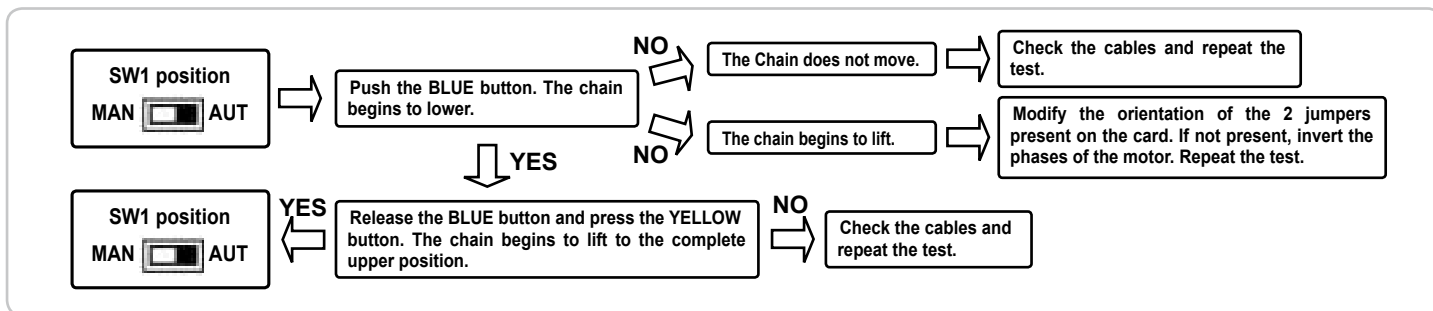 SW1 position
MAN AUT
Push the BLUE button. The chain
begins to lower.
NO
The Chain does not move.
Check the cables and repeat the
test.
NO
The chain begins to lift.
Modify the orientation of the 2 jumpers
present on the card. If not present, invert the
phases of the motor. Repeat the test.
YES
Release the BLUE button and press the YELLOW
button. The chain begins to lift to the complete
upper position.
NO
Check the cables and
repeat the test.
YES
SW1 position
MAN AUT